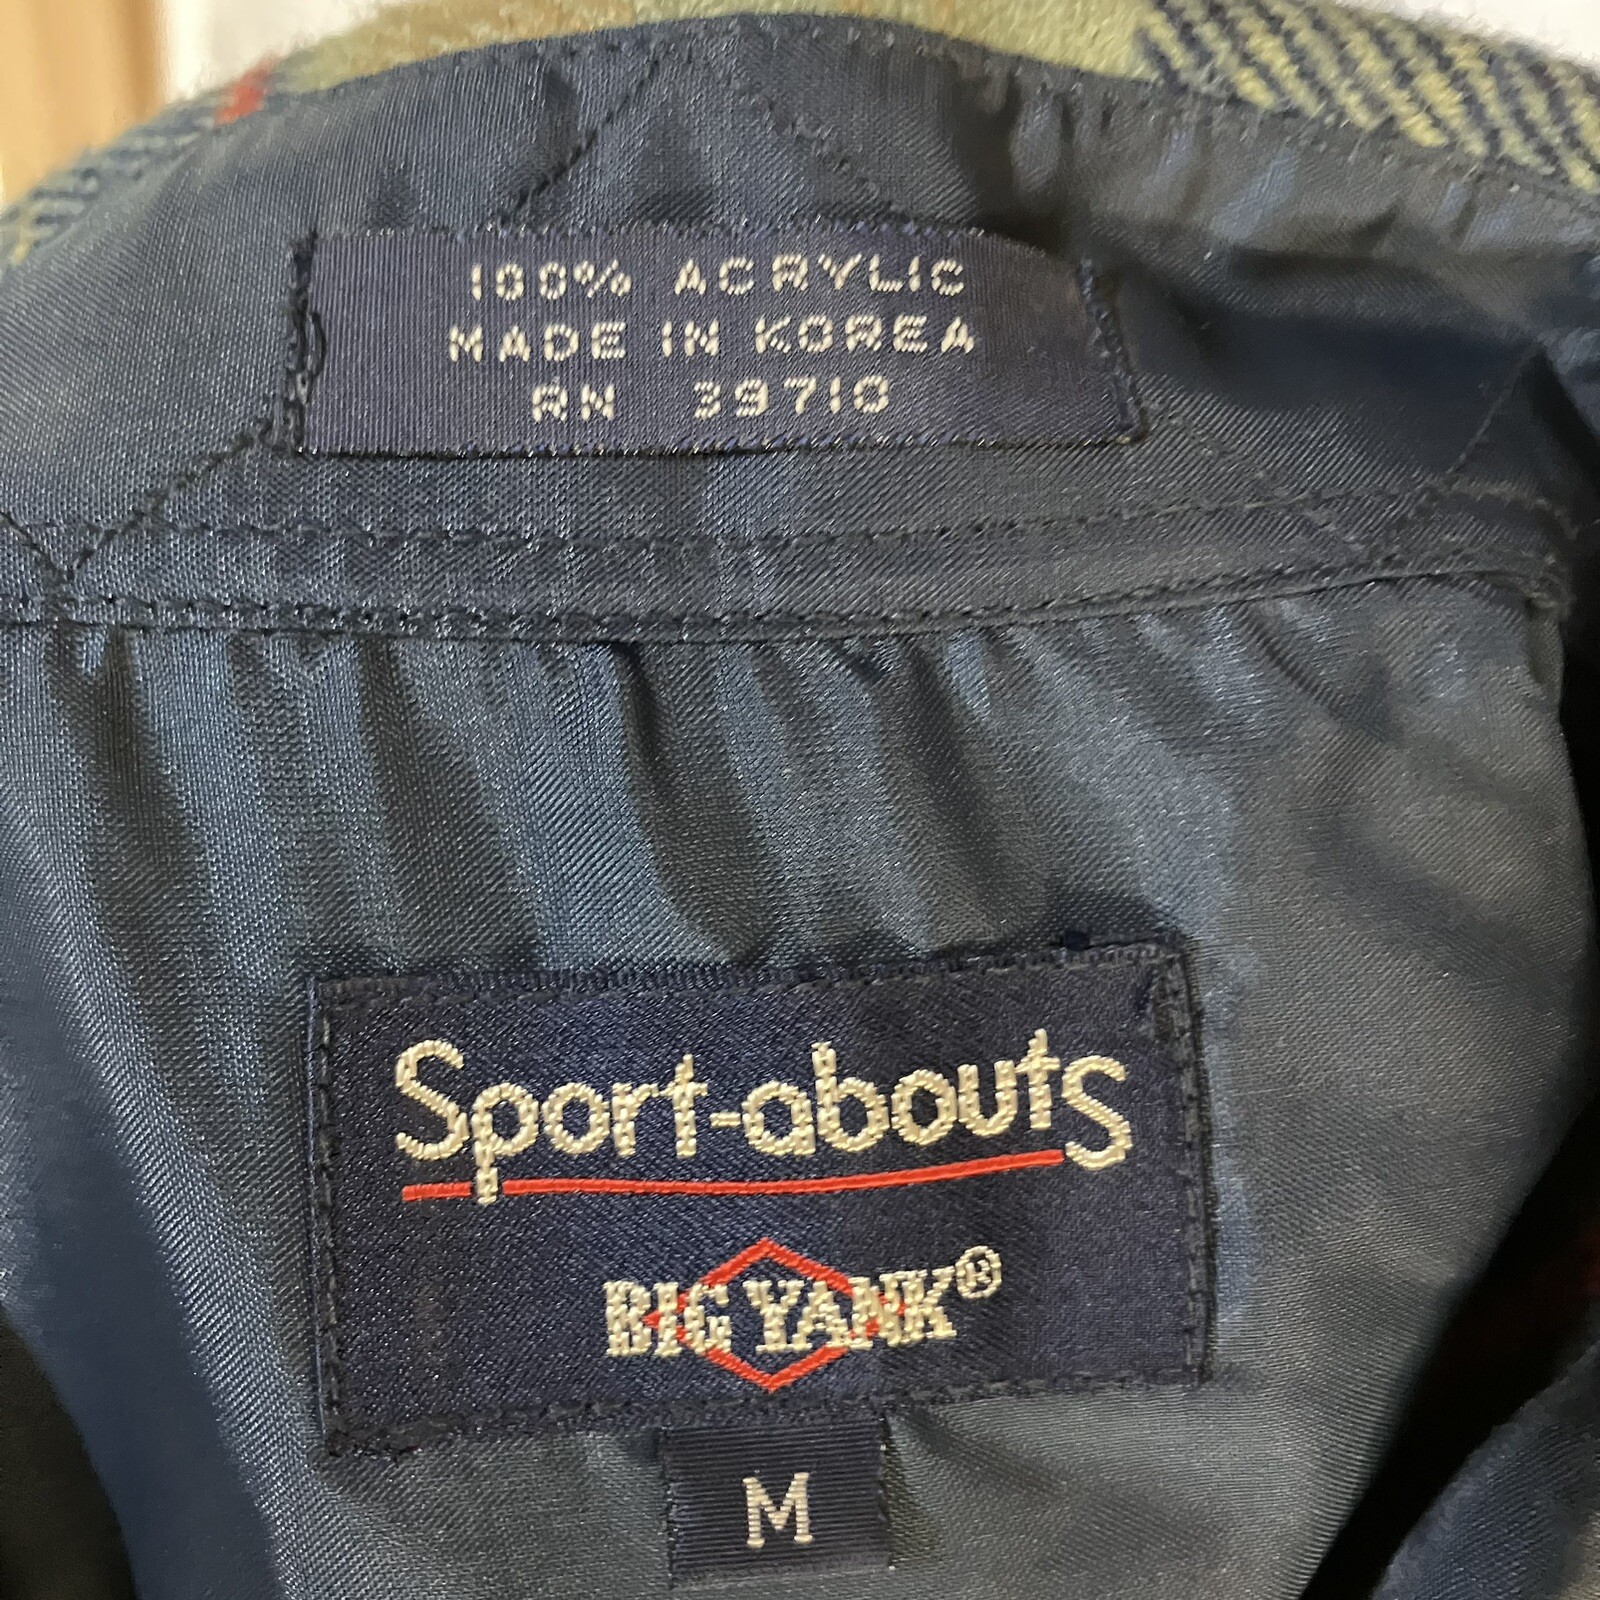 100% ACRYLIC
MADE IN KOREA
RN 39710
Sport-abouts
BIG YANK®
M